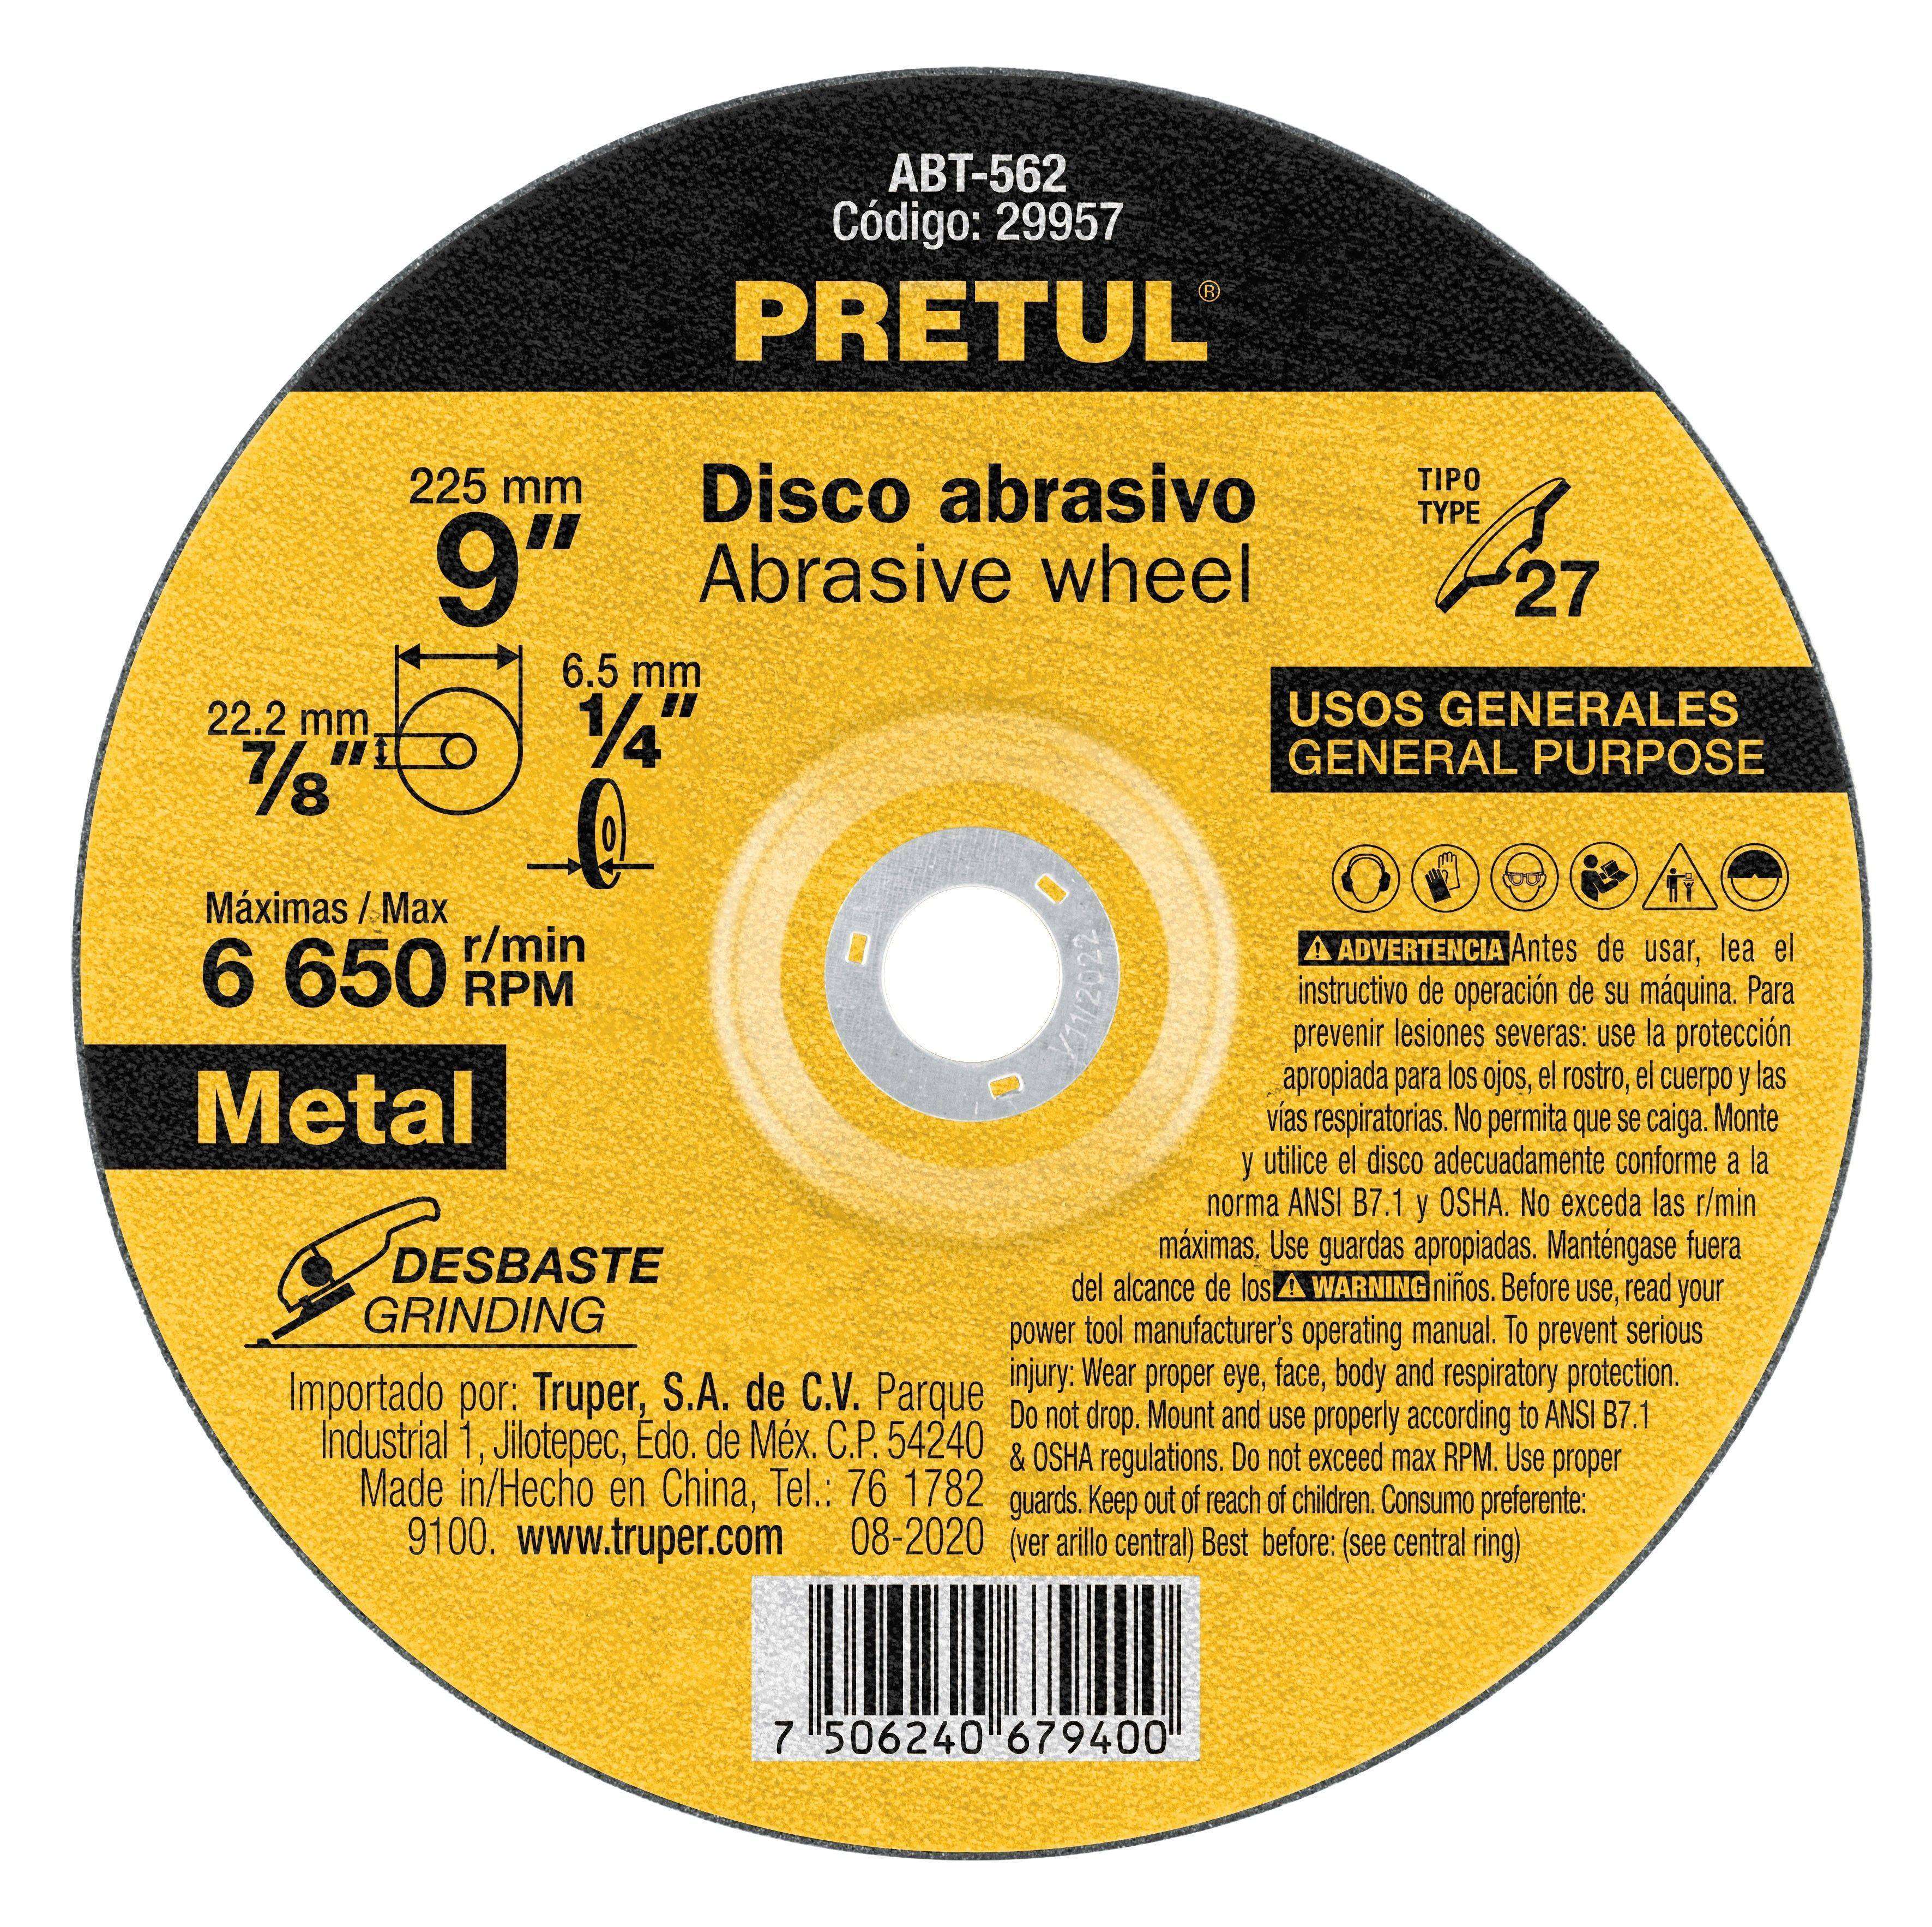 ABT-562
Código: 29957
PRETUL®
225 mm
9"
Disco abrasivo
Abrasive wheel
TIPO
TYPE
27
22.2 mm
7/8"
6.5 mm
1/4"
USOS GENERALES
GENERAL PURPOSE
Máximas / Max
6 650 r/min
RPM
V11/2022
Metal
DESBASTE
GRINDING
ADVERTENCIA Antes de usar, lea el
instructivo de operación de su máquina. Para
prevenir lesiones severas: use la protección
apropiada para los ojos, el rostro, el cuerpo y las
vías respiratorias. No permita que se caiga. Monte
y utilice el disco adecuadamente conforme a la
norma ANSI B7.1 y OSHA. No exceda las r/min
máximas. Use guardas apropiadas. Manténgase fuera
del alcance de los WARNING niños. Before use, read your
power tool manufacturer's operating manual. To prevent serious
injury: Wear proper eye, face, body and respiratory protection.
Do not drop. Mount and use properly according to ANSI B7.1
& OSHA regulations. Do not exceed max RPM. Use proper
guards. Keep out of reach of children. Consumo preferente:
(ver arillo central) Best before: (see central ring)
Importado por: Truper, S.A. de C.V. Parque
Industrial 1, Jilotepec, Edo. de Méx. C.P. 54240
Made in/Hecho en China, Tel.: 76 1782
9100. www.truper.com 08-2020
7 506240 679400